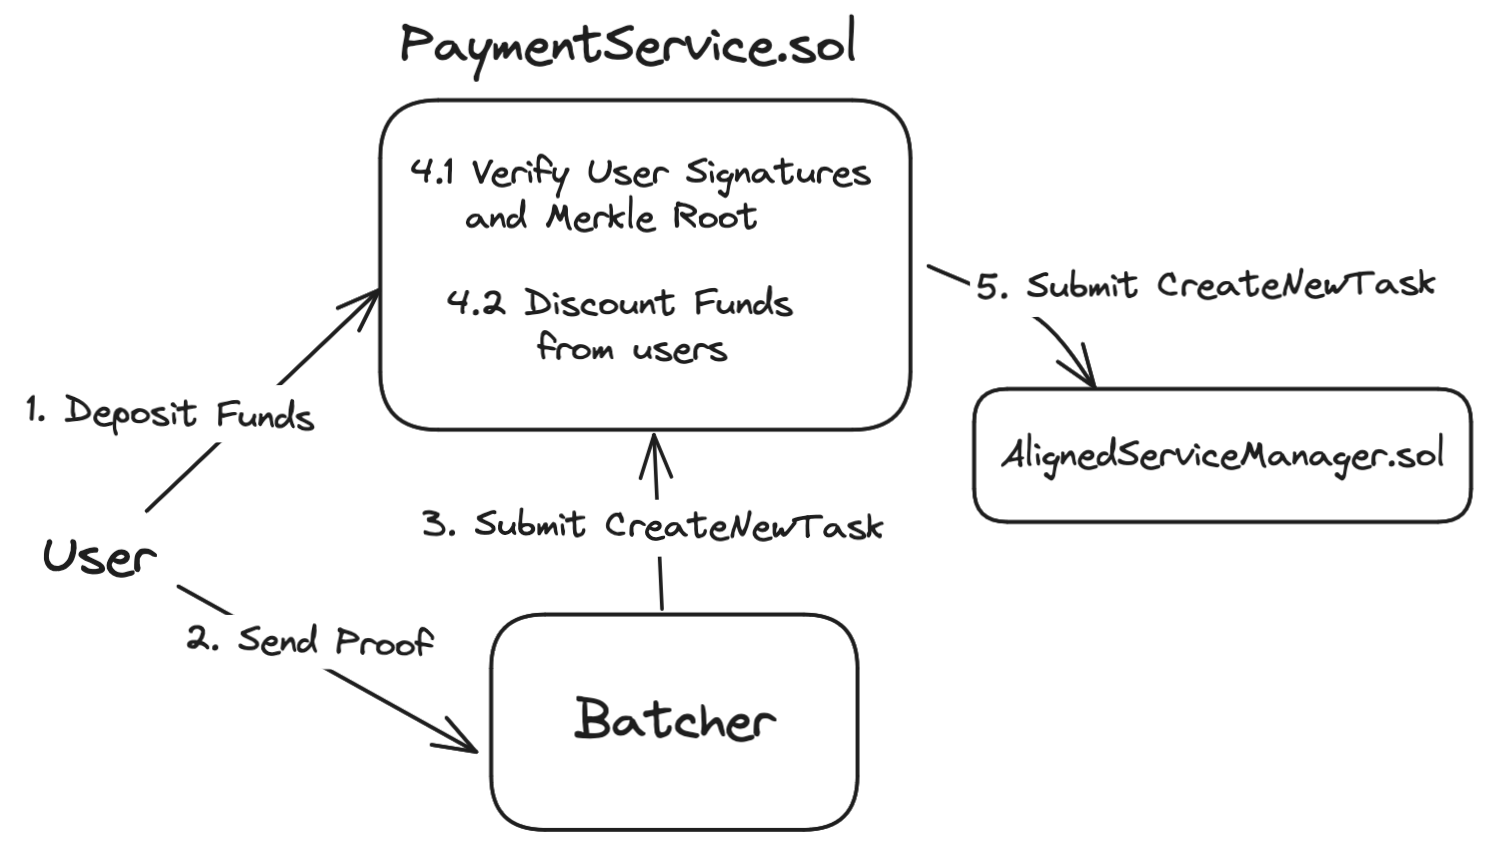 PaymentService.sol
4.1 Verify User Signatures
and Merkle Root
4.2 Discount Funds
from users
5. Submit CreateNewTask
1. Deposit Funds
AlignedServiceManager.sol
3. Submit CreateNewTask
User
2. Send Proof
Batcher